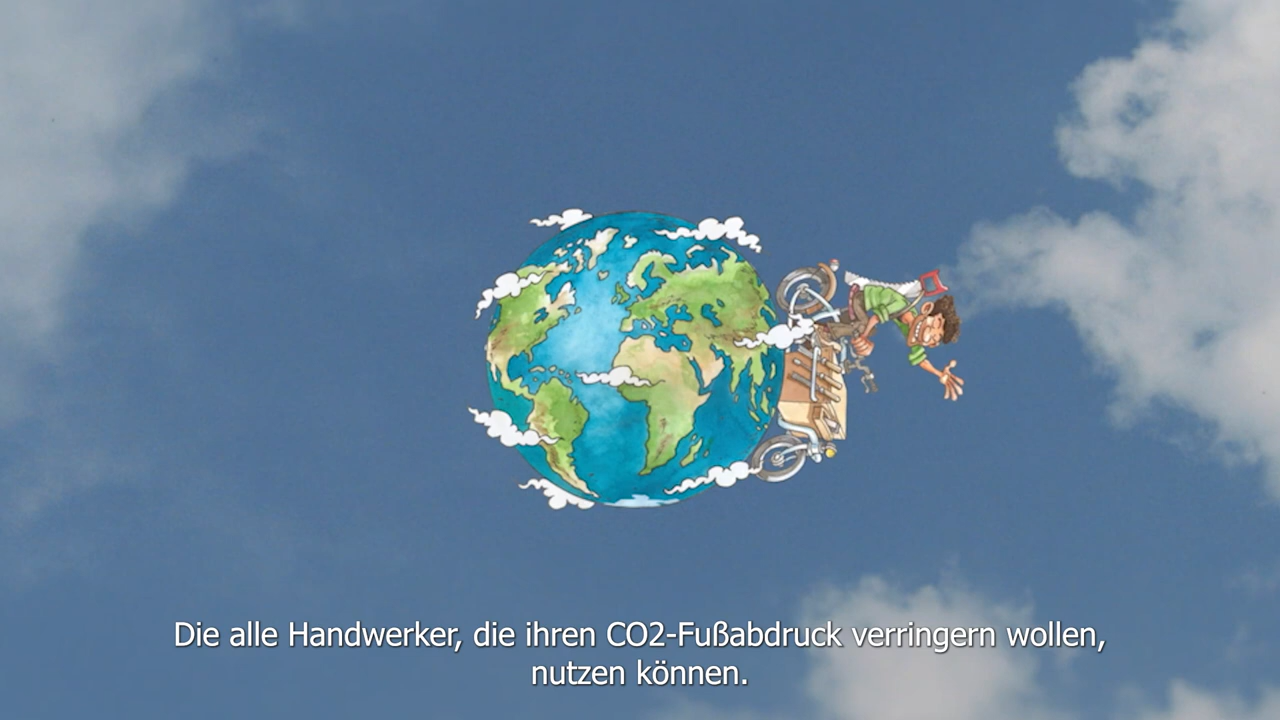 Die alle Handwerker, die ihren CO2-Fußabdruck verringern wollen,
nutzen können.